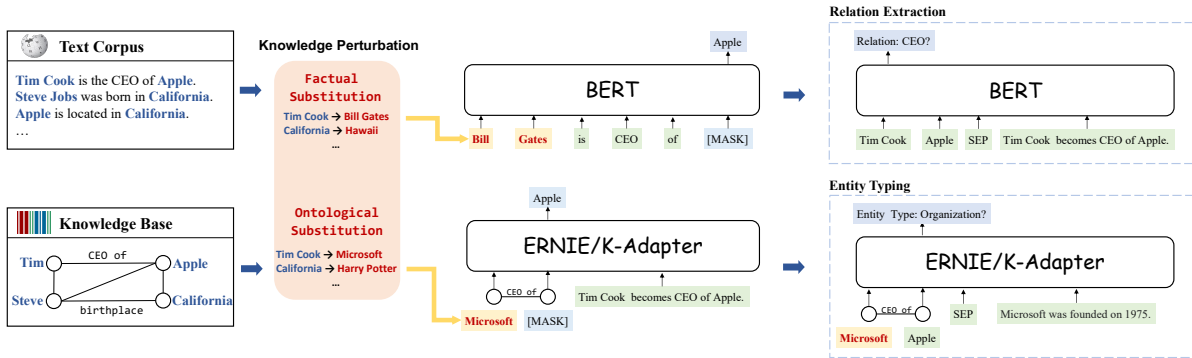 Text Corpus
Tim Cook is the CEO of Apple.
Steve Jobs was born in California.
Apple is located in California.
…
Knowledge Base
CEO of
Tim
Apple
Steve
California
birthplace
Knowledge Perturbation
Factual
Substitution
Tim Cook → Bill Gates
California → Hawaii
…
Ontological
Substitution
Tim Cook → Microsoft
California → Harry Potter
…
Apple
BERT
Bill Gates is CEO of [MASK]
Apple
ERNIE/K-Adapter
CEO of
Tim Cook becomes CEO of Apple.
Microsoft [MASK]
Relation Extraction
Relation: CEO?
BERT
Tim Cook Apple SEP Tim Cook becomes CEO of Apple.
Entity Typing
Entity Type: Organization?
ERNIE/K-Adapter
CEO of
SEP Microsoft was founded on 1975.
Microsoft Apple